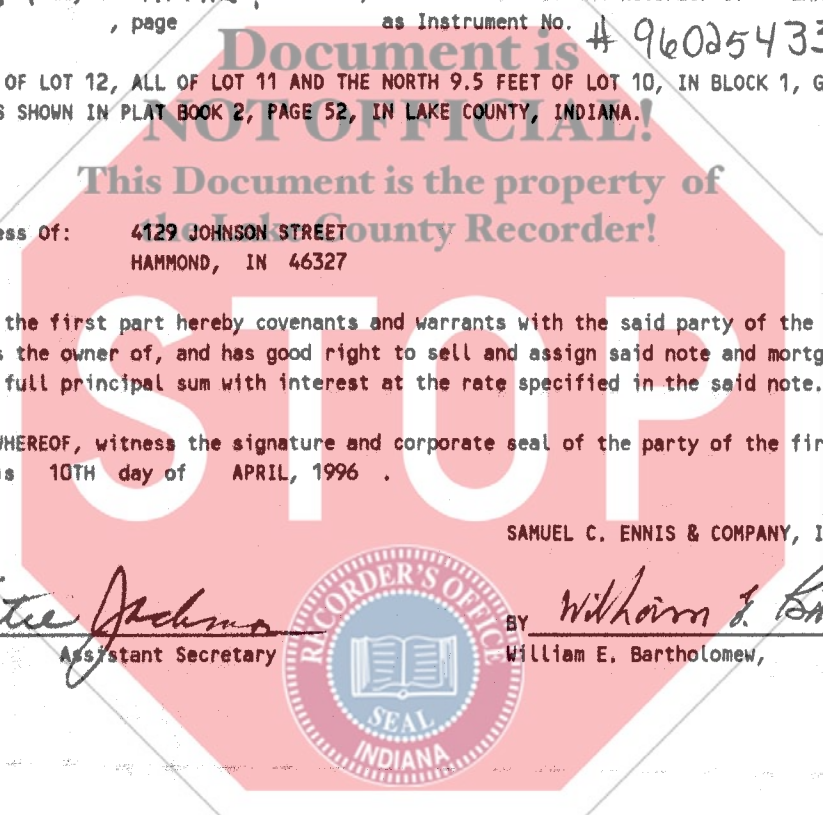 , page as Instrument No. # 96025433
Document is
OF LOT 12, ALL OF LOT 11 AND THE NORTH 9.5 FEET OF LOT 10, IN BLOCK 1, G
S SHOWN IN PLAT BOOK 2, PAGE 52, IN LAKE COUNTY, INDIANA.
NOT OFFICIAL!
This Document is the property of
the Lake County Recorder!
ess Of: 4129 JOHNSON STREET
HAMMOND, IN 46327
STOP
the first part hereby covenants and warrants with the said party of the
s the owner of, and has good right to sell and assign said note and mortg
full principal sum with interest at the rate specified in the said note.
WHEREOF, witness the signature and corporate seal of the party of the fir
s 10TH day of APRIL, 1996 .
SAMUEL C. ENNIS & COMPANY, I
Jackson
BY William
Assistant Secretary William E. Bartholomew,
RECORDER'S OFFICE
SEAL
INDIANA